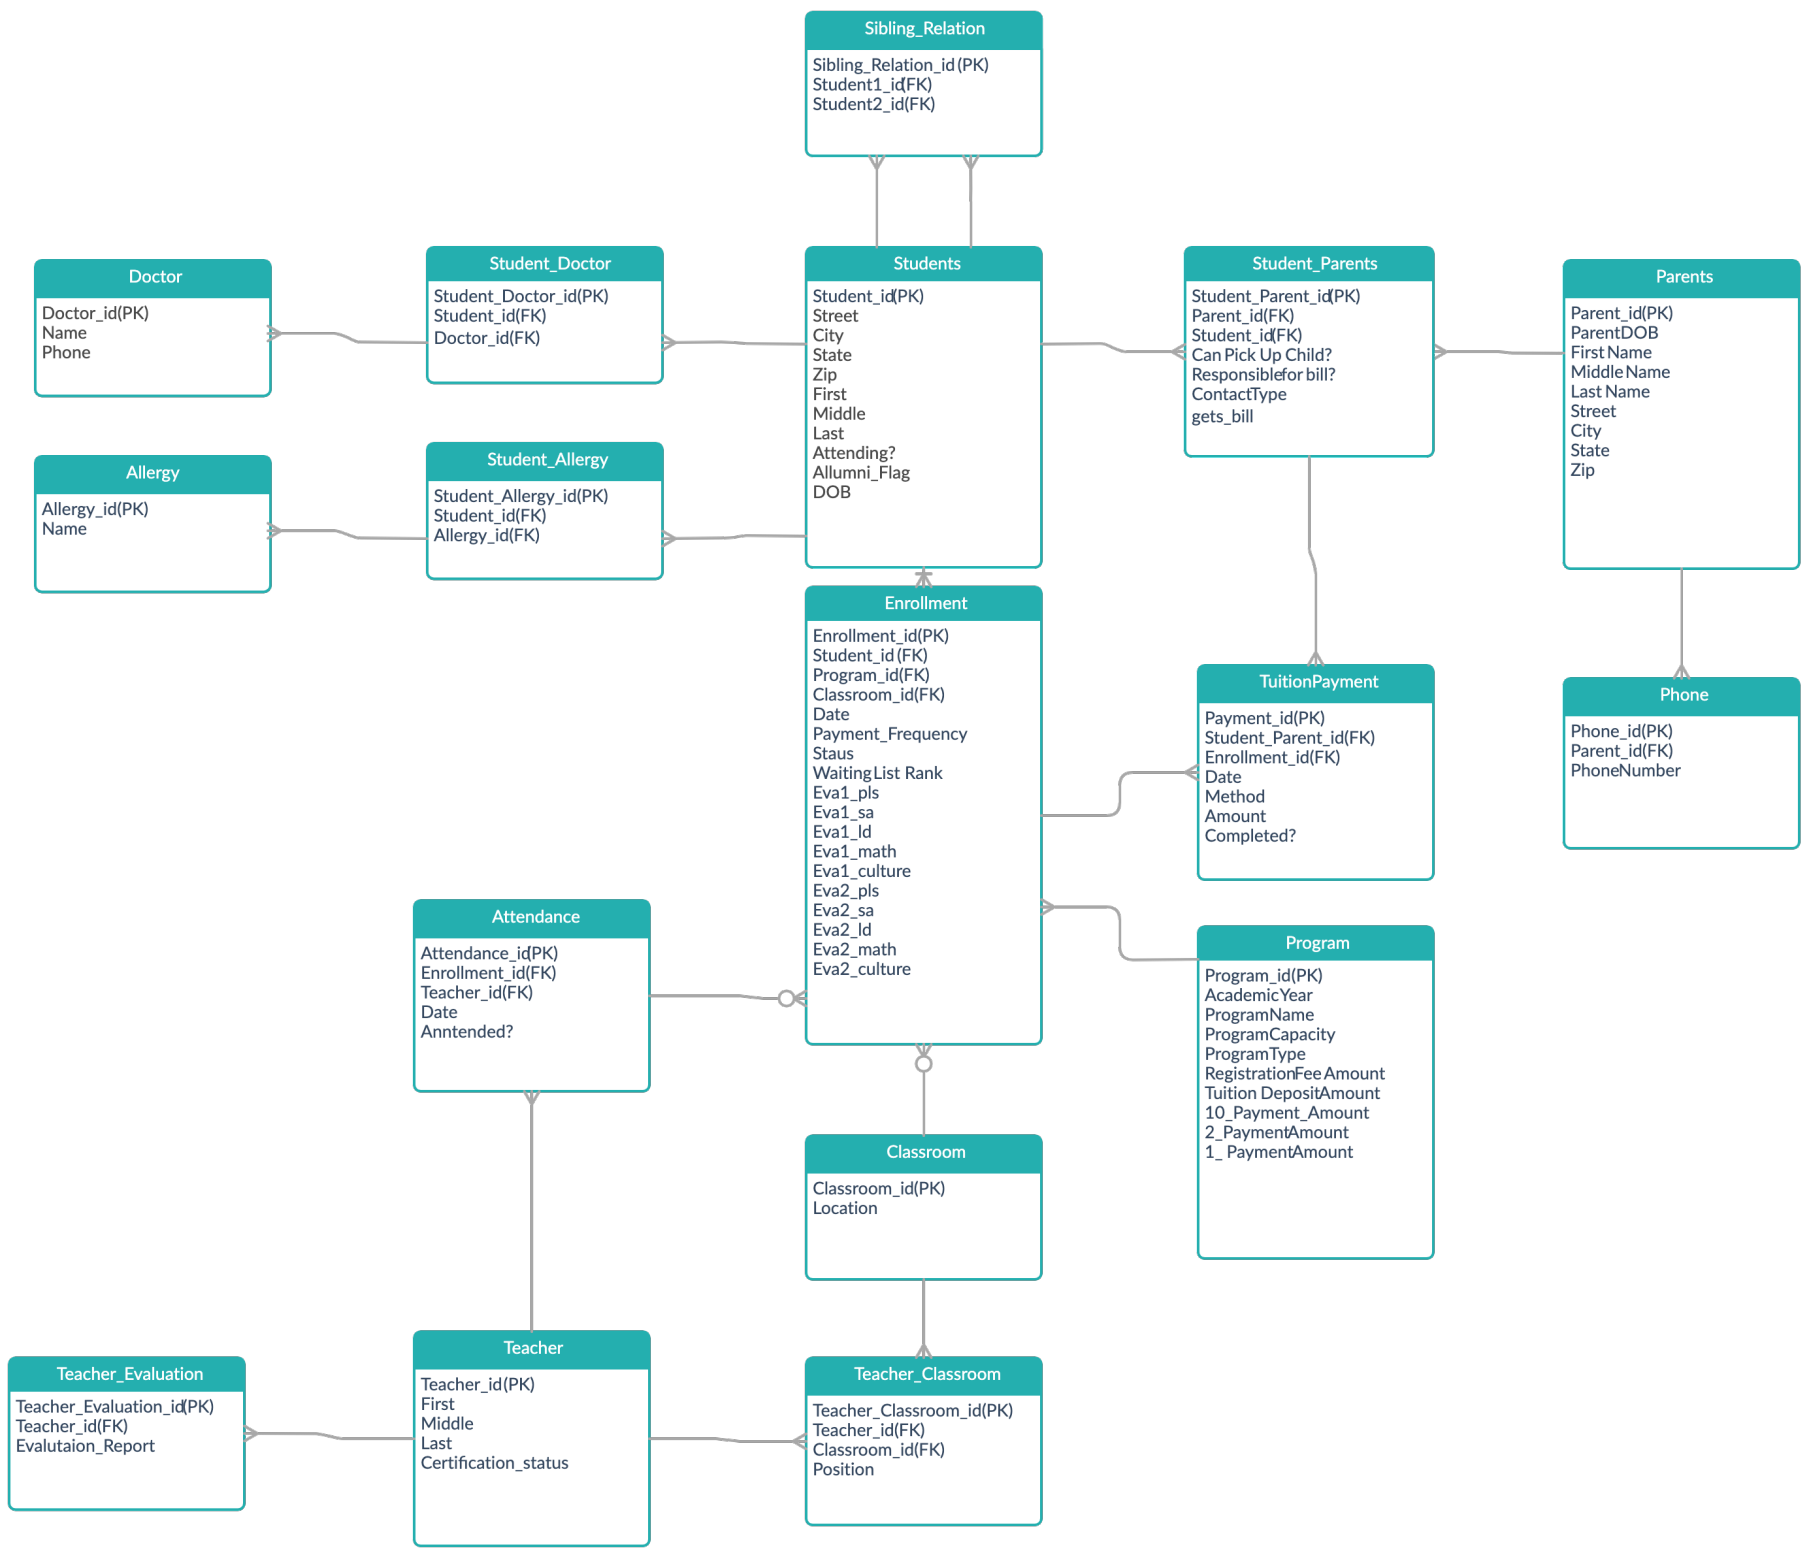 Sibling_Relation
Sibling_Relation_id (PK)
Student1_id(FK)
Student2_id(FK)
Doctor
Doctor_id(PK)
Name
Phone
Student_Doctor
Student_Doctor_id(PK)
Student_id(FK)
Doctor_id(FK)
Students
Student_id(PK)
Street
City
State
Zip
First
Middle
Last
Attending?
Allumni_Flag
DOB
Student_Parents
Student_Parent_id(PK)
Parent_id(FK)
Student_id(FK)
Can Pick Up Child?
Responsible for bill?
ContactType
gets_bill
Parents
Parent_id(PK)
ParentDOB
First Name
Middle Name
Last Name
Street
City
State
Zip
Allergy
Allergy_id(PK)
Name
Student_Allergy
Student_Allergy_id(PK)
Student_id(FK)
Allergy_id(FK)
Enrollment
Enrollment_id(PK)
Student_id (FK)
Program_id(FK)
Classroom_id(FK)
Date
Payment_Frequency
Staus
Waiting List Rank
Eva1_pls
Eva1_sa
Eva1_ld
Eva1_math
Eva1_culture
Eva2_pls
Eva2_sa
Eva2_ld
Eva2_math
Eva2_culture
TuitionPayment
Payment_id(PK)
Student_Parent_id(FK)
Enrollment_id(FK)
Date
Method
Amount
Completed?
Phone
Phone_id(PK)
Parent_id(FK)
PhoneNumber
Attendance
Attendance_id(PK)
Enrollment_id(FK)
Teacher_id(FK)
Date
Anntended?
Program
Program_id(PK)
AcademicYear
ProgramName
ProgramCapacity
ProgramType
RegistrationFee Amount
Tuition DepositAmount
10_Payment_Amount
2_PaymentAmount
1_ PaymentAmount
Classroom
Classroom_id(PK)
Location
Teacher_Evaluation
Teacher_Evaluation_id(PK)
Teacher_id(FK)
Evalutaion_Report
Teacher
Teacher_id(PK)
First
Middle
Last
Certification_status
Teacher_Classroom
Teacher_Classroom_id(PK)
Teacher_id(FK)
Classroom_id(FK)
Position